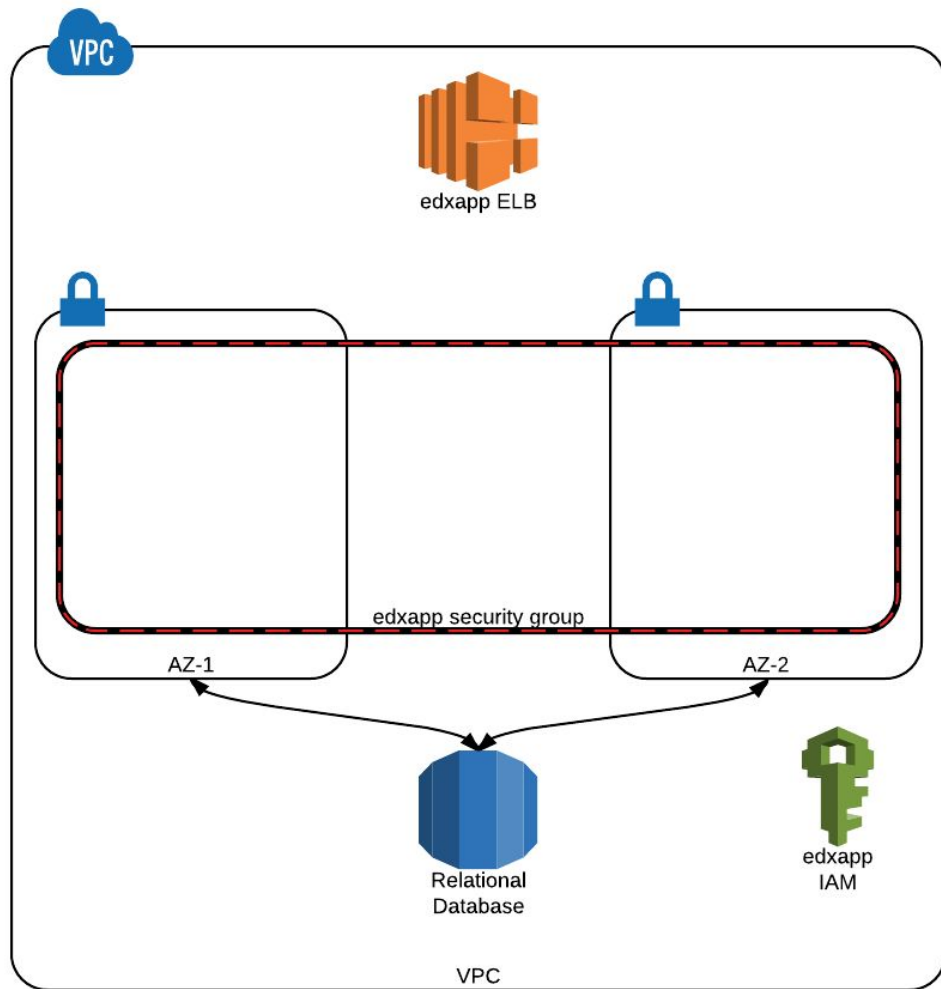 VPC
edxapp ELB
edxapp security group
AZ-1
AZ-2
Relational
Database
edxapp
IAM
VPC